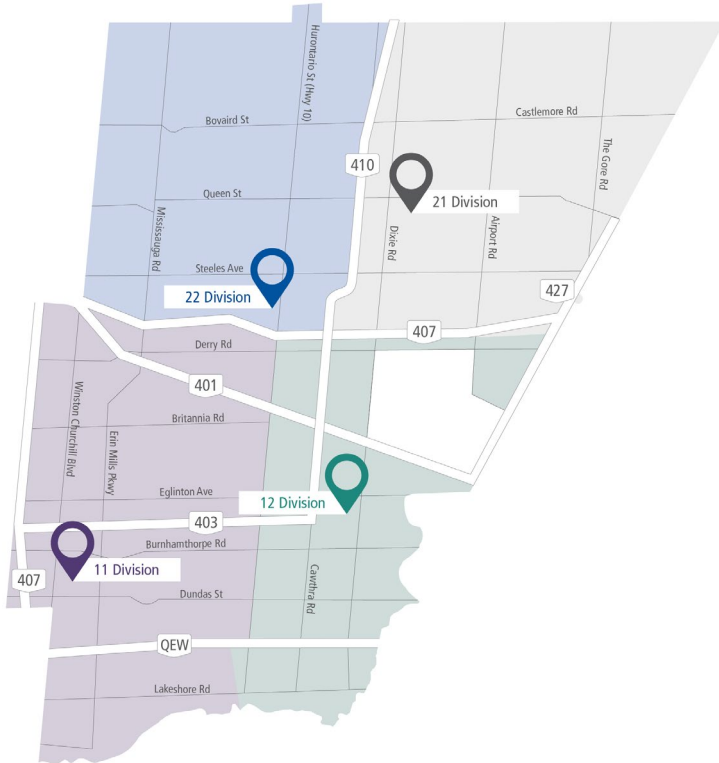 Hurontario St (Hwy 10)
Bovaird St
Castlemore Rd
410
The Gore Rd
Queen St
21 Division
Mississauga Rd
Dixie Rd
Airport Rd
Steeles Ave
22 Division
427
407
Derry Rd
401
Winston Churchill Blvd
Erin Mills Pkwy
Britannia Rd
Eglinton Ave
12 Division
403
Burnhamthorpe Rd
11 Division
407
Cawthra Rd
Dundas St
QEW
Lakeshore Rd